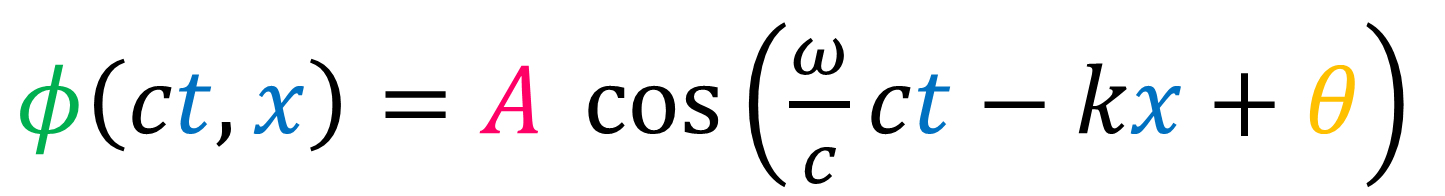 ϕ(ct, x) = A cos(ω/c ct − kx + θ)